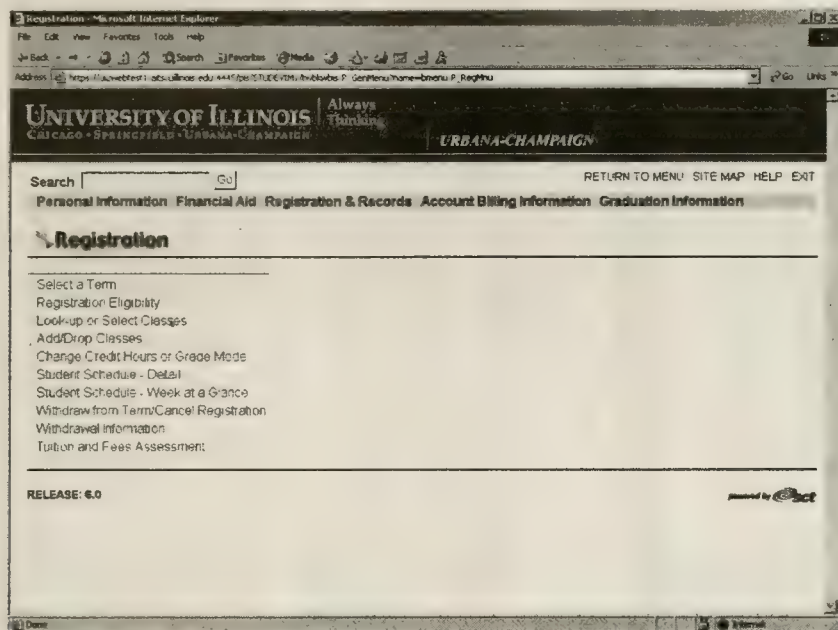 Registration - Microsoft Internet Explorer
File Edit View Favorites Tools Help
Back Search Favorites Media
Address
Go Links
UNIVERSITY OF ILLINOIS
CHICAGO • SPRINGFIELD • URBANA-CHAMPAIGN
Always
Thinking
URBANA-CHAMPAIGN
Search Go
RETURN TO MENU SITE MAP HELP EXIT
Personal Information Financial Aid Registration & Records Account Billing Information Graduation Information
Registration
Select a Term
Registration Eligibility
Look-up or Select Classes
Add/Drop Classes
Change Credit Hours or Grade Mode
Student Schedule - Detail
Student Schedule - Week at a Glance
Withdraw from Term/Cancel Registration
Withdrawal Information
Tuition and Fees Assessment
RELEASE: 6.0
powered by sct
Done
Internet